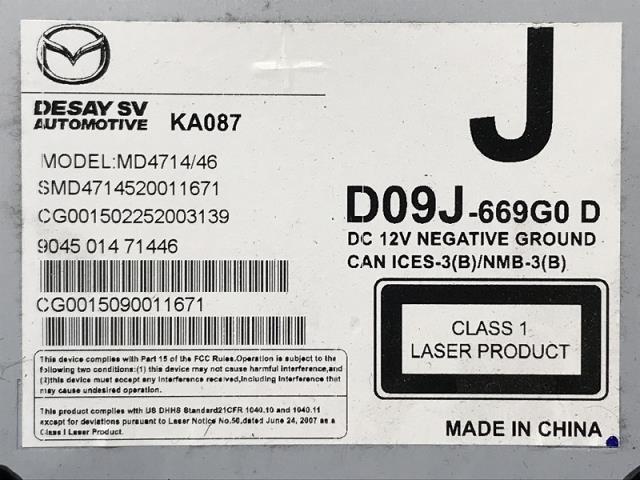 DESAY SV
AUTOMOTIVE KA087
MODEL:MD4714/46
SMD4714520011671
CG001502252003139
9045 014 71446
CG0015090011671
This device complies with Part 15 of the FCC Rules.Operation is subject to the
following two conditions:(1) this device may not cause harmful interference,and
(2)this device must accept any interference received,including interference that
may cause undesired operation.
This product complies with US DHHS Standard21CFR 1040.10 and 1040.11
except for deviations pursuant to Laser Notice No.50,dated June 24, 2007 as a
Class I Laser Product.
J
D09J-669G0 D
DC 12V NEGATIVE GROUND
CAN ICES-3(B)/NMB-3(B)
CLASS 1
LASER PRODUCT
MADE IN CHINA